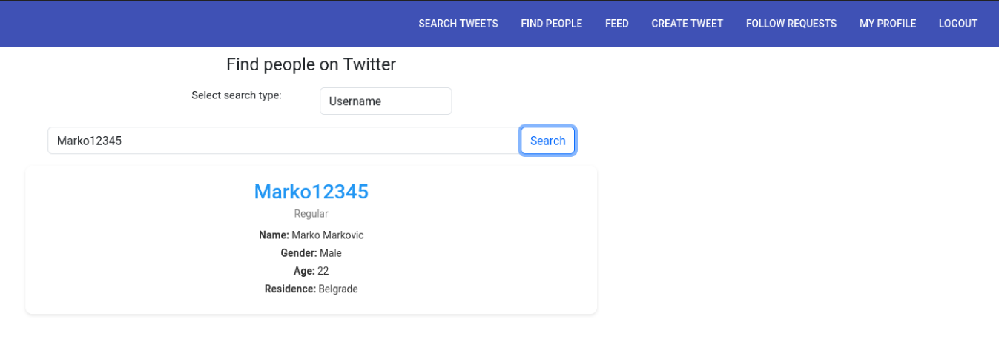 SEARCH TWEETS FIND PEOPLE FEED CREATE TWEET FOLLOW REQUESTS MY PROFILE LOGOUT
Find people on Twitter
Select search type: Username
Marko12345 Search
Marko12345
Regular
Name: Marko Markovic
Gender: Male
Age: 22
Residence: Belgrade